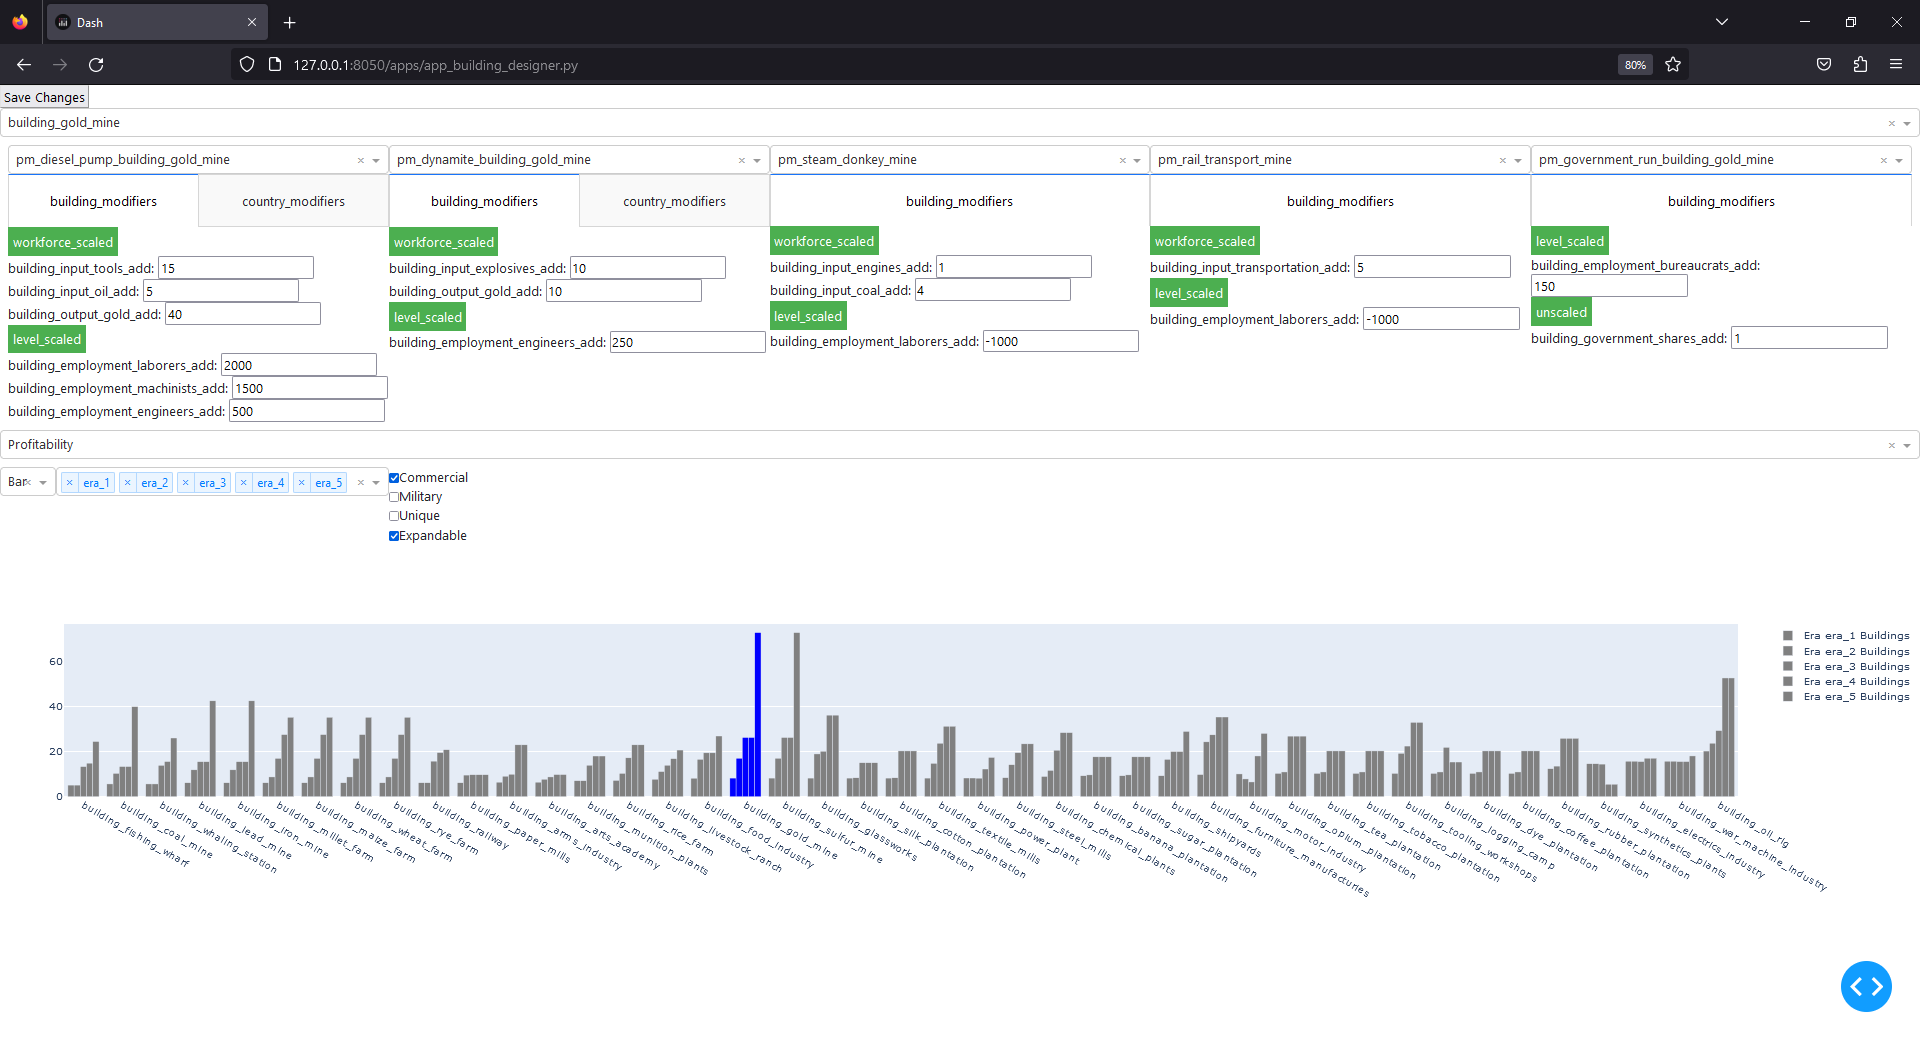 Dash
127.0.0.1:8050/apps/app_building_designer.py
80%
Save Changes
building_gold_mine
pm_diesel_pump_building_gold_mine
pm_dynamite_building_gold_mine
pm_steam_donkey_mine
pm_rail_transport_mine
pm_government_run_building_gold_mine
building_modifiers
country_modifiers
building_modifiers
country_modifiers
building_modifiers
building_modifiers
building_modifiers
workforce_scaled
building_input_tools_add: 15
building_input_oil_add: 5
building_output_gold_add: 40
level_scaled
building_employment_laborers_add: 2000
building_employment_machinists_add: 1500
building_employment_engineers_add: 500
workforce_scaled
building_input_explosives_add: 10
building_output_gold_add: 10
level_scaled
building_employment_engineers_add: 250
workforce_scaled
building_input_engines_add: 1
building_input_coal_add: 4
level_scaled
building_employment_laborers_add: -1000
workforce_scaled
building_input_transportation_add: 5
level_scaled
building_employment_laborers_add: -1000
level_scaled
building_employment_bureaucrats_add:
150
unscaled
building_government_shares_add: 1
Profitability
Bar
era_1
era_2
era_3
era_4
era_5
Commercial
Military
Unique
Expandable
60
40
20
0
building_fishing_wharf
building_coal_mine
building_whaling_station
building_lead_mine
building_iron_mine
building_millet_farm
building_maize_farm
building_wheat_farm
building_rye_farm
building_railway
building_paper_mills
building_arms_industry
building_arts_academy
building_munition_plants
building_rice_farm
building_livestock_ranch
building_food_industry
building_gold_mine
building_sulfur_mine
building_glassworks
building_silk_plantation
building_cotton_plantation
building_textile_mills
building_power_plant
building_steel_mills
building_chemical_plants
building_banana_plantation
building_sugar_plantation
building_shipyards
building_furniture_manufacturies
building_motor_industry
building_opium_plantation
building_tea_plantation
building_tobacco_plantation
building_tooling_workshops
building_logging_camp
building_dye_plantation
building_coffee_plantation
building_rubber_plantation
building_synthetics_plants
building_electrics_industry
building_war_machine_industry
building_oil_rig
Era era_1 Buildings
Era era_2 Buildings
Era era_3 Buildings
Era era_4 Buildings
Era era_5 Buildings